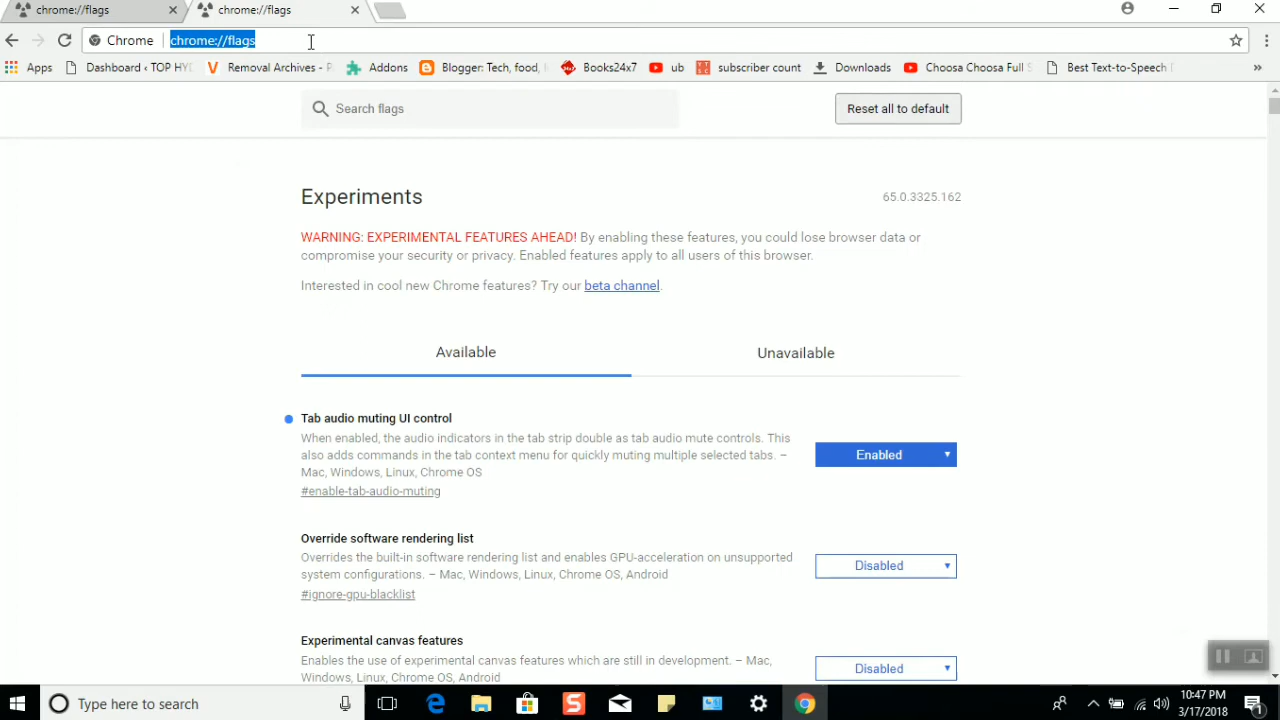 chrome://flags
chrome://flags
Chrome
chrome://flags
Apps
Dashboard ‹ TOP HY
Removal Archives -
Addons
Blogger: Tech, food,
Books24x7
ub
subscriber count
Downloads
Choosa Choosa Full
Best Text-to-Speech
»
Search flags
Reset all to default
Experiments
65.0.3325.162
WARNING: EXPERIMENTAL FEATURES AHEAD! By enabling these features, you could lose browser data or
compromise your security or privacy. Enabled features apply to all users of this browser.
Interested in cool new Chrome features? Try our beta channel.
Available
Unavailable
Tab audio muting UI control
When enabled, the audio indicators in the tab strip double as tab audio mute controls. This
also adds commands in the tab context menu for quickly muting multiple selected tabs. –
Mac, Windows, Linux, Chrome OS
#enable-tab-audio-muting
Enabled
Override software rendering list
Overrides the built-in software rendering list and enables GPU-acceleration on unsupported
system configurations. – Mac, Windows, Linux, Chrome OS, Android
#ignore-gpu-blacklist
Disabled
Experimental canvas features
Enables the use of experimental canvas features which are still in development. – Mac,
Windows, Linux, Chrome OS, Android
Disabled
Type here to search
10:47 PM
3/17/2018
1